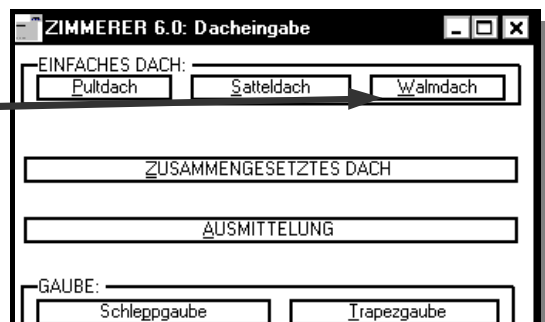 ZIMMERER 6.0: Dacheingabe
EINFACHES DACH:
Pultdach Satteldach Walmdach
ZUSAMMENGESETZTES DACH
AUSMITTELUNG
GAUBE:
Schleppgaube Trapezgaube